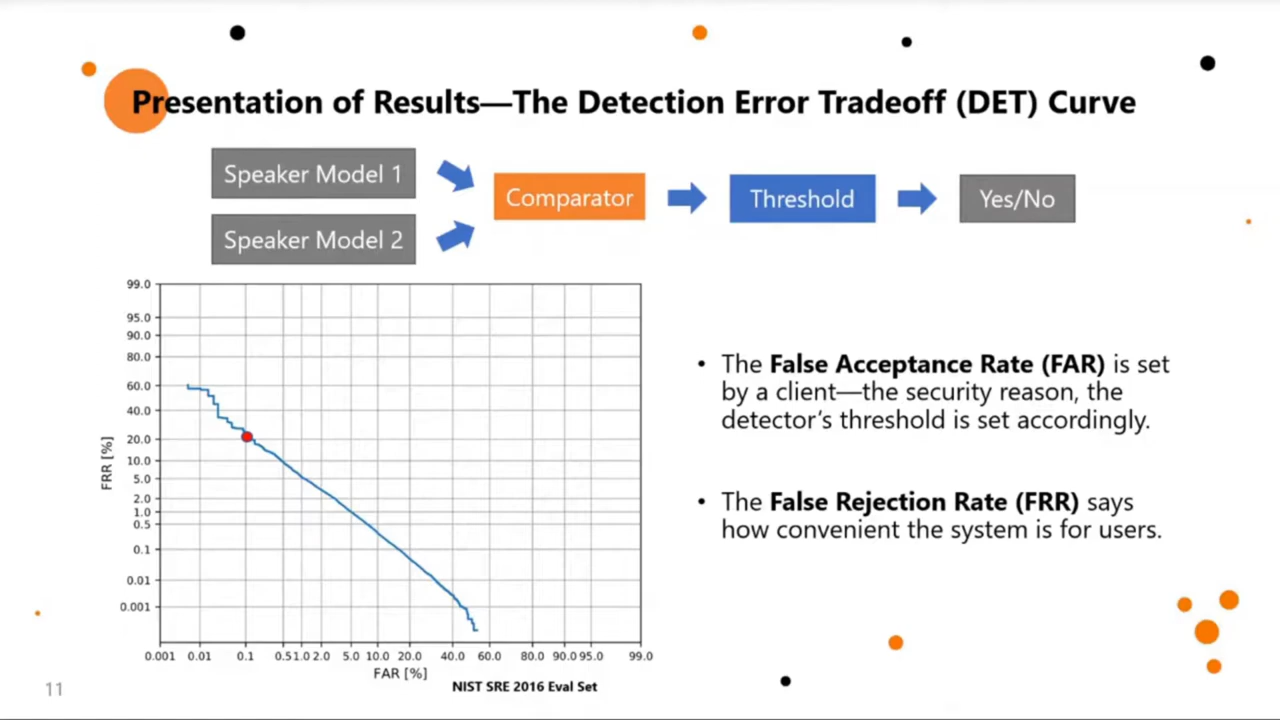 Presentation of Results—The Detection Error Tradeoff (DET) Curve
Speaker Model 1
Speaker Model 2
Comparator
Threshold
Yes/No
99.0
95.0
90.0
80.0
60.0
40.0
20.0
10.0
5.0
2.0
1.0
0.5
0.1
0.01
0.001
FRR [%]
0.001 0.01 0.1 0.51.0 2.0 5.0 10.0 20.0 40.0 60.0 80.0 90.095.0 99.0
FAR [%]
NIST SRE 2016 Eval Set
• The False Acceptance Rate (FAR) is set
by a client—the security reason, the
detector's threshold is set accordingly.
• The False Rejection Rate (FRR) says
how convenient the system is for users.
11